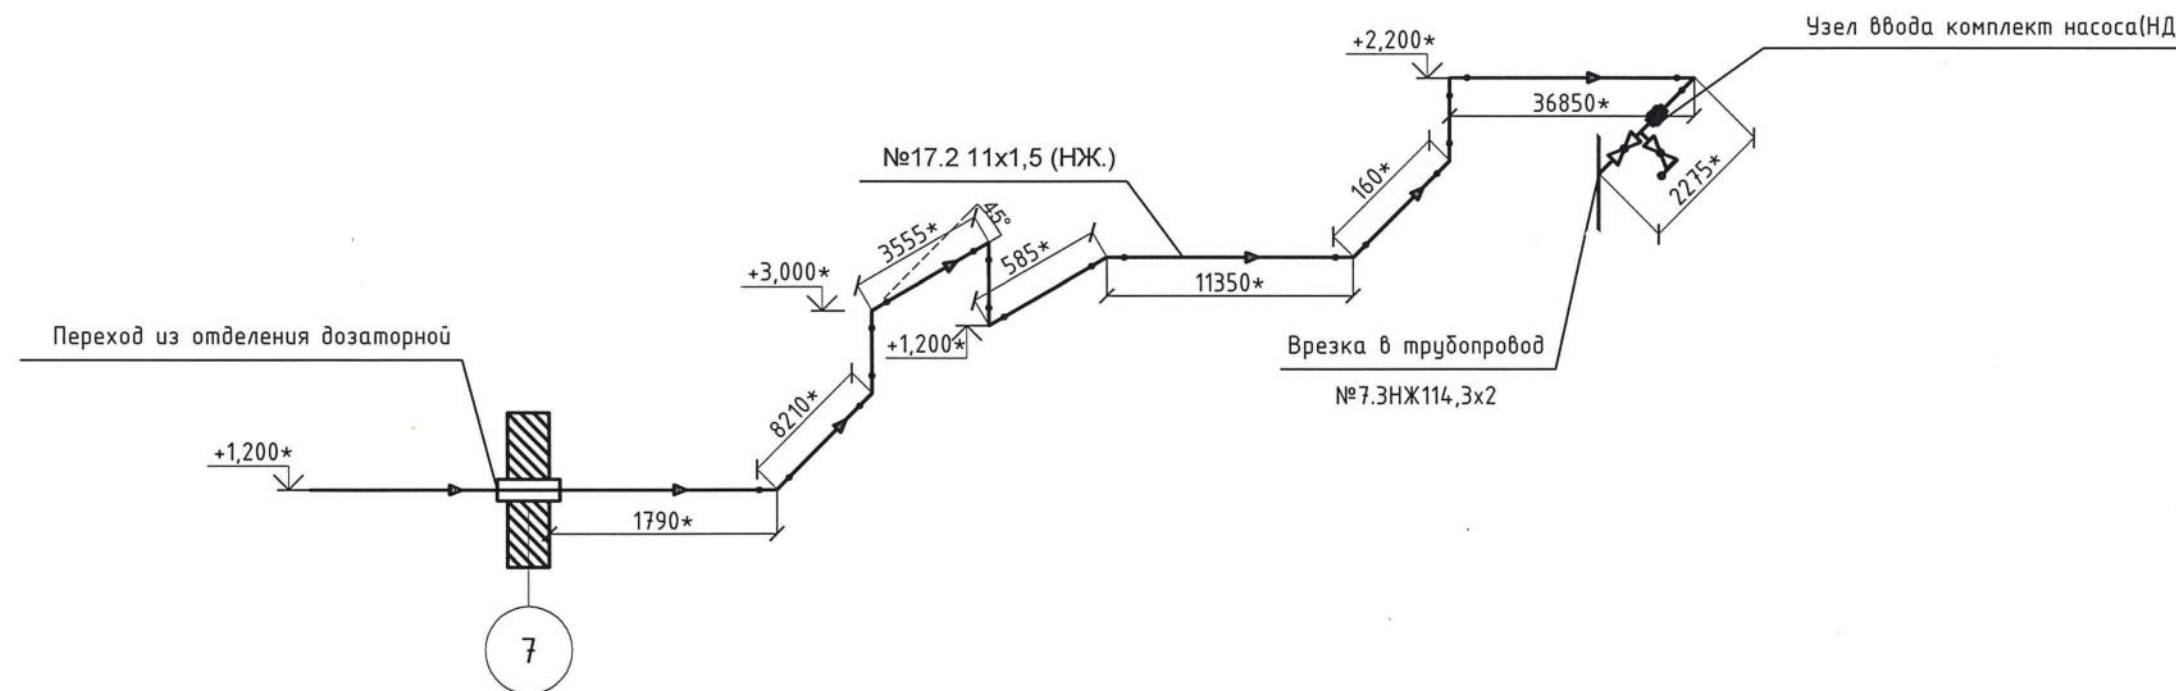 Узел ввода комплект насоса(НД
+2,200*
36850*
№17.2 11х1,5 (НЖ.)
160*
2275*
3555*
45°
585*
+3,000*
11350*
+1,200*
Переход из отделения дозаторной
Врезка в трубопровод
№7.3НЖ114,3х2
8210*
+1,200*
1790*
7